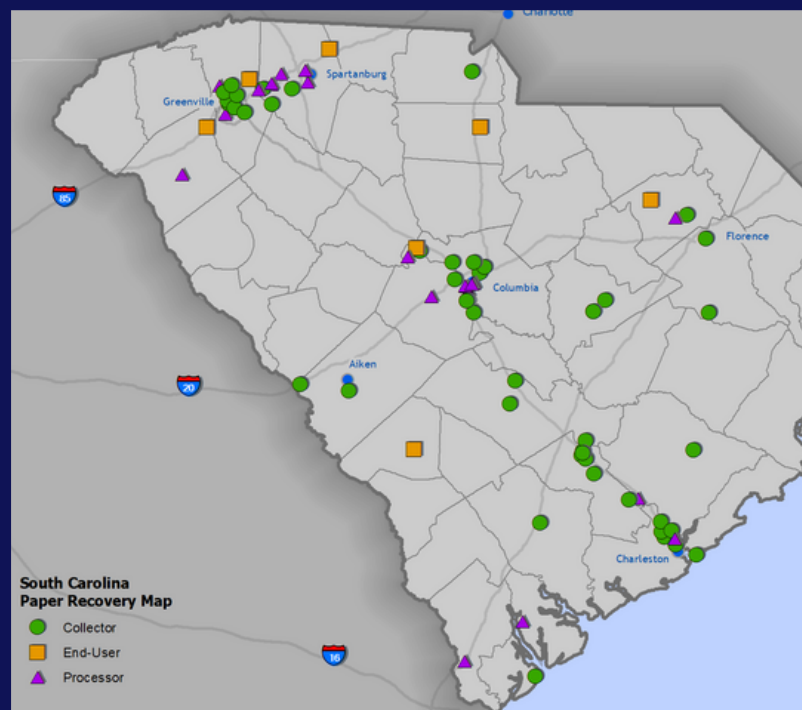 Charlotte
Spartanburg
Greenville
85
Florence
Columbia
Aiken
20
Charleston
South Carolina
Paper Recovery Map
Collector
End-User
16
Processor